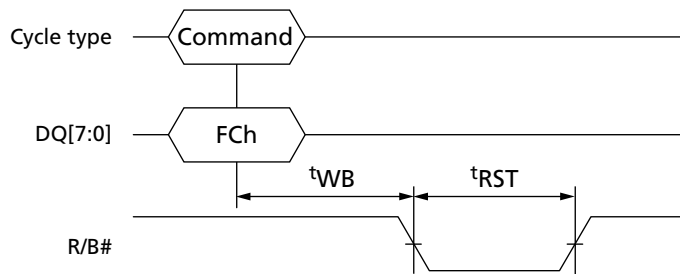 Cycle type
Command
DQ[7:0]
FCh
tWB
tRST
R/B#